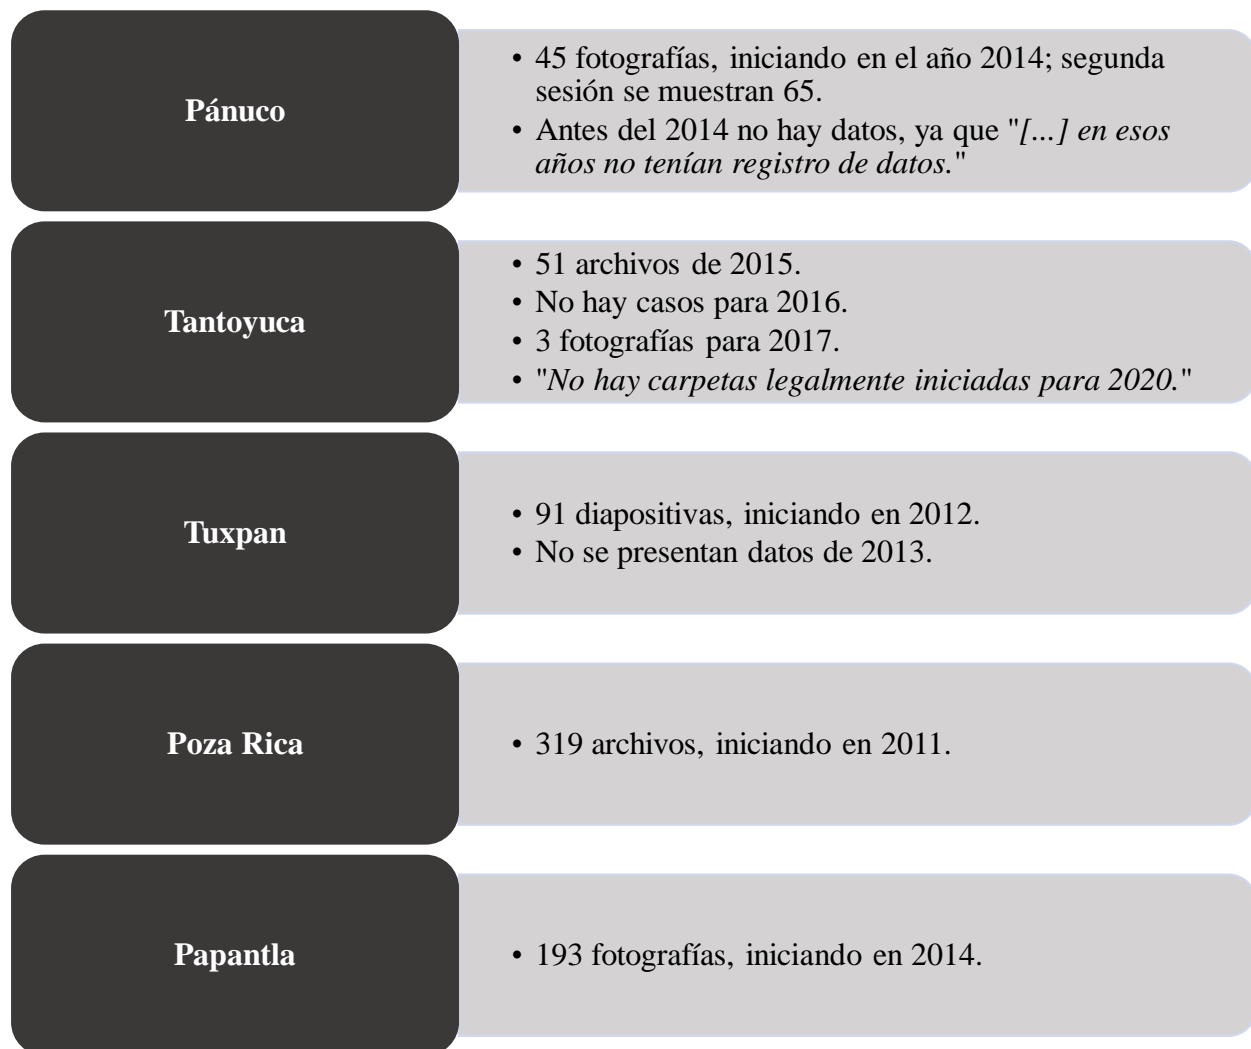 Pánuco
• 45 fotografías, iniciando en el año 2014; segunda
sesión se muestran 65.
• Antes del 2014 no hay datos, ya que "[...] en esos
años no tenían registro de datos."
Tantoyuca
• 51 archivos de 2015.
• No hay casos para 2016.
• 3 fotografías para 2017.
• "No hay carpetas legalmente iniciadas para 2020."
Tuxpan
• 91 diapositivas, iniciando en 2012.
• No se presentan datos de 2013.
Poza Rica
• 319 archivos, iniciando en 2011.
Papantla
• 193 fotografías, iniciando en 2014.